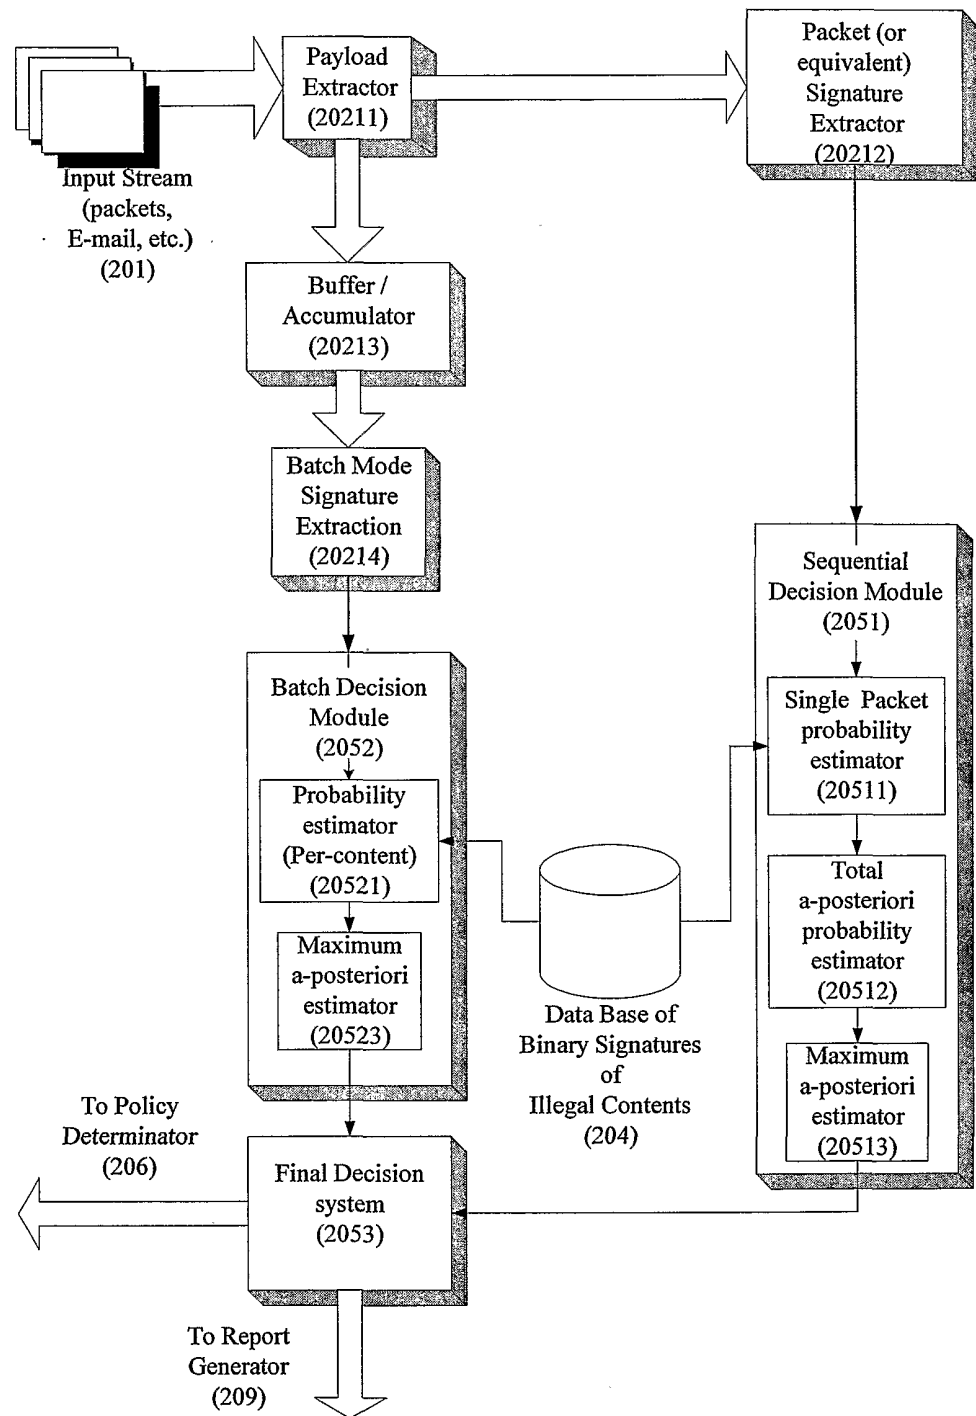 Payload
Extractor
(20211)
Packet (or
equivalent)
Signature
Extractor
(20212)
Input Stream
(packets,
E-mail, etc.)
(201)
Buffer /
Accumulator
(20213)
Batch Mode
Signature
Extraction
(20214)
Sequential
Decision Module
(2051)
Single Packet
probability
estimator
(20511)
Total
a-posteriori
probability
estimator
(20512)
Maximum
a-posteriori
estimator
(20513)
Batch Decision
Module
(2052)
Probability
estimator
(Per-content)
(20521)
Maximum
a-posteriori
estimator
(20523)
Data Base of
Binary Signatures
of
Illegal Contents
(204)
To Policy
Determinator
(206)
Final Decision
system
(2053)
To Report
Generator
(209)